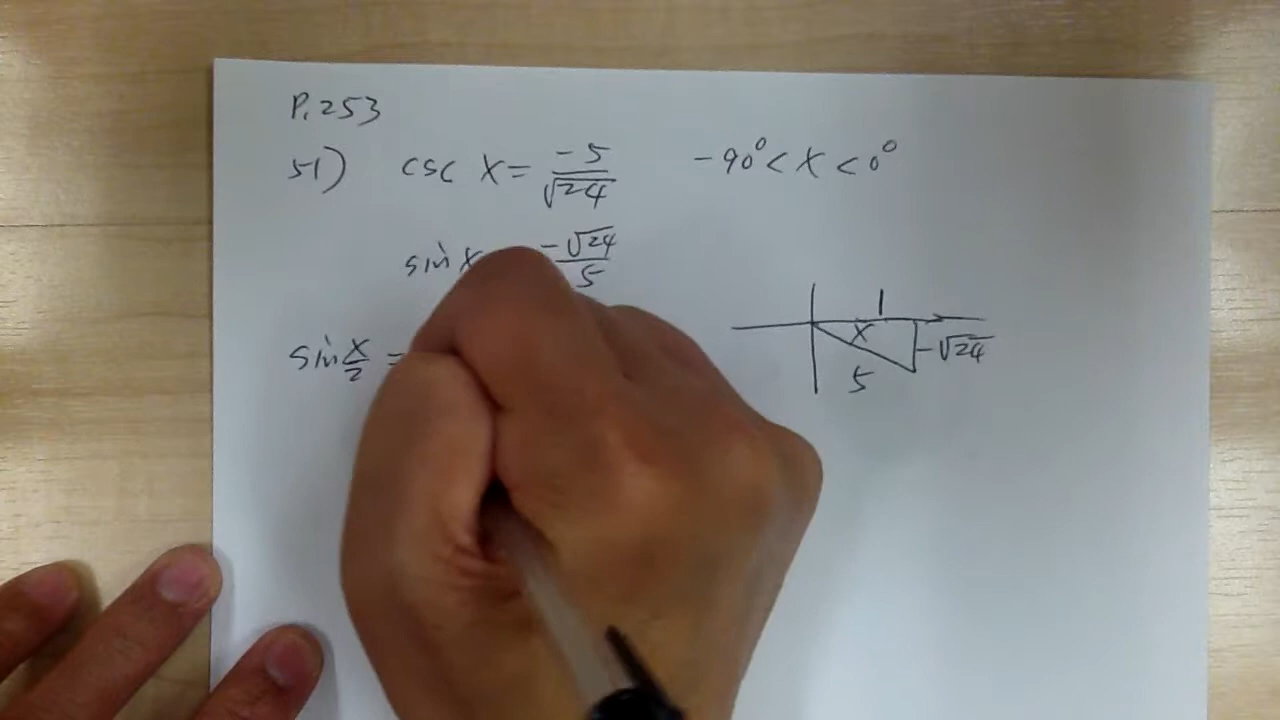 P. 253
51) csc x = -5/√24 -90° < x < 0°
sin x -√24/5
1
x
-√24
5
sin x/2 =